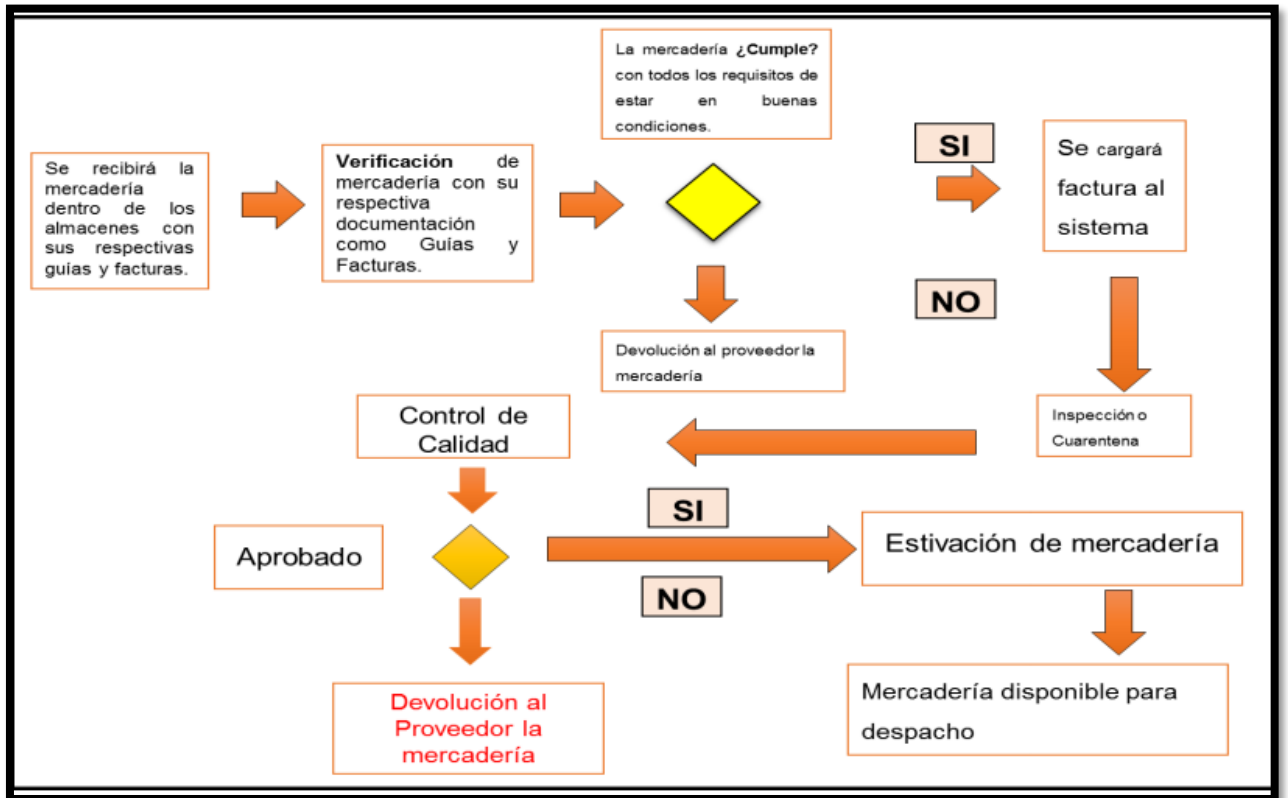 Se recibirá la
mercadería
dentro de los
almacenes con
sus respectivas
guías y facturas.
Verificación de
mercadería con su
respectiva
documentación
como Guías y
Facturas.
La mercadería ¿Cumple?
con todos los requisitos de
estar en buenas
condiciones.
SI
NO
Se cargará
factura al
sistema
Devolución al proveedor la
mercadería
Inspección o
Cuarentena
Control de
Calidad
Aprobado
SI
NO
Estivación de mercadería
Devolución al
Proveedor la
mercadería
Mercadería disponible para
despacho